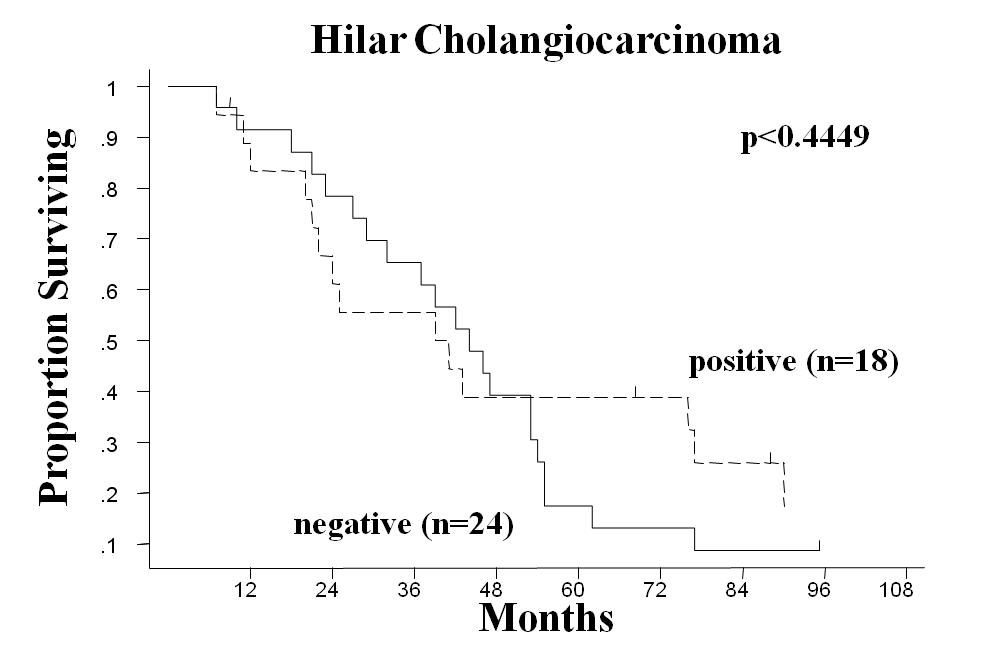 Hilar Cholangiocarcinoma
p<0.4449
Proportion Surviving
1
.9
.8
.7
.6
.5
.4
.3
.2
.1
positive (n=18)
negative (n=24)
12 24 36 48 60 72 84 96 108
Months